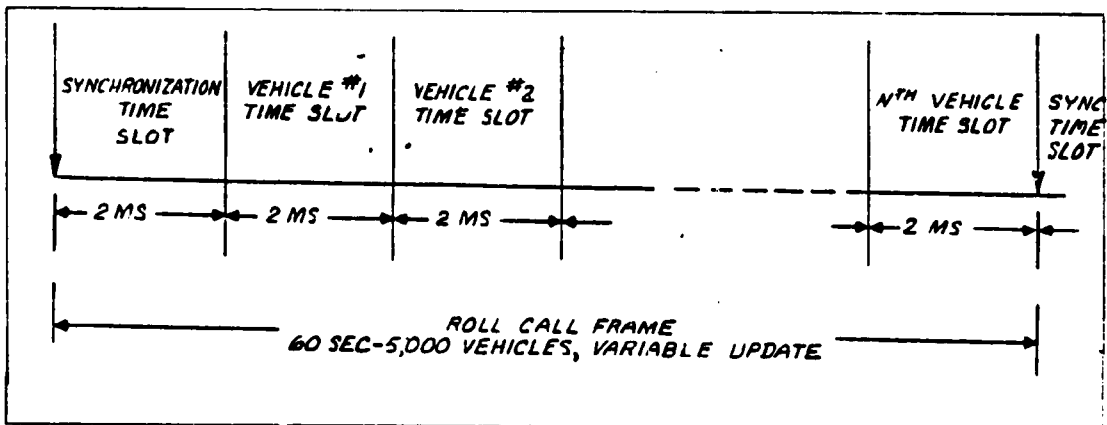 SYNCHRONIZATION
TIME
SLOT
VEHICLE #1
TIME SLOT
VEHICLE #2
TIME SLOT
NTH VEHICLE
TIME SLOT
SYNC
TIME
SLOT
2 MS
2 MS
2 MS
2 MS
ROLL CALL FRAME
60 SEC-5,000 VEHICLES, VARIABLE UPDATE